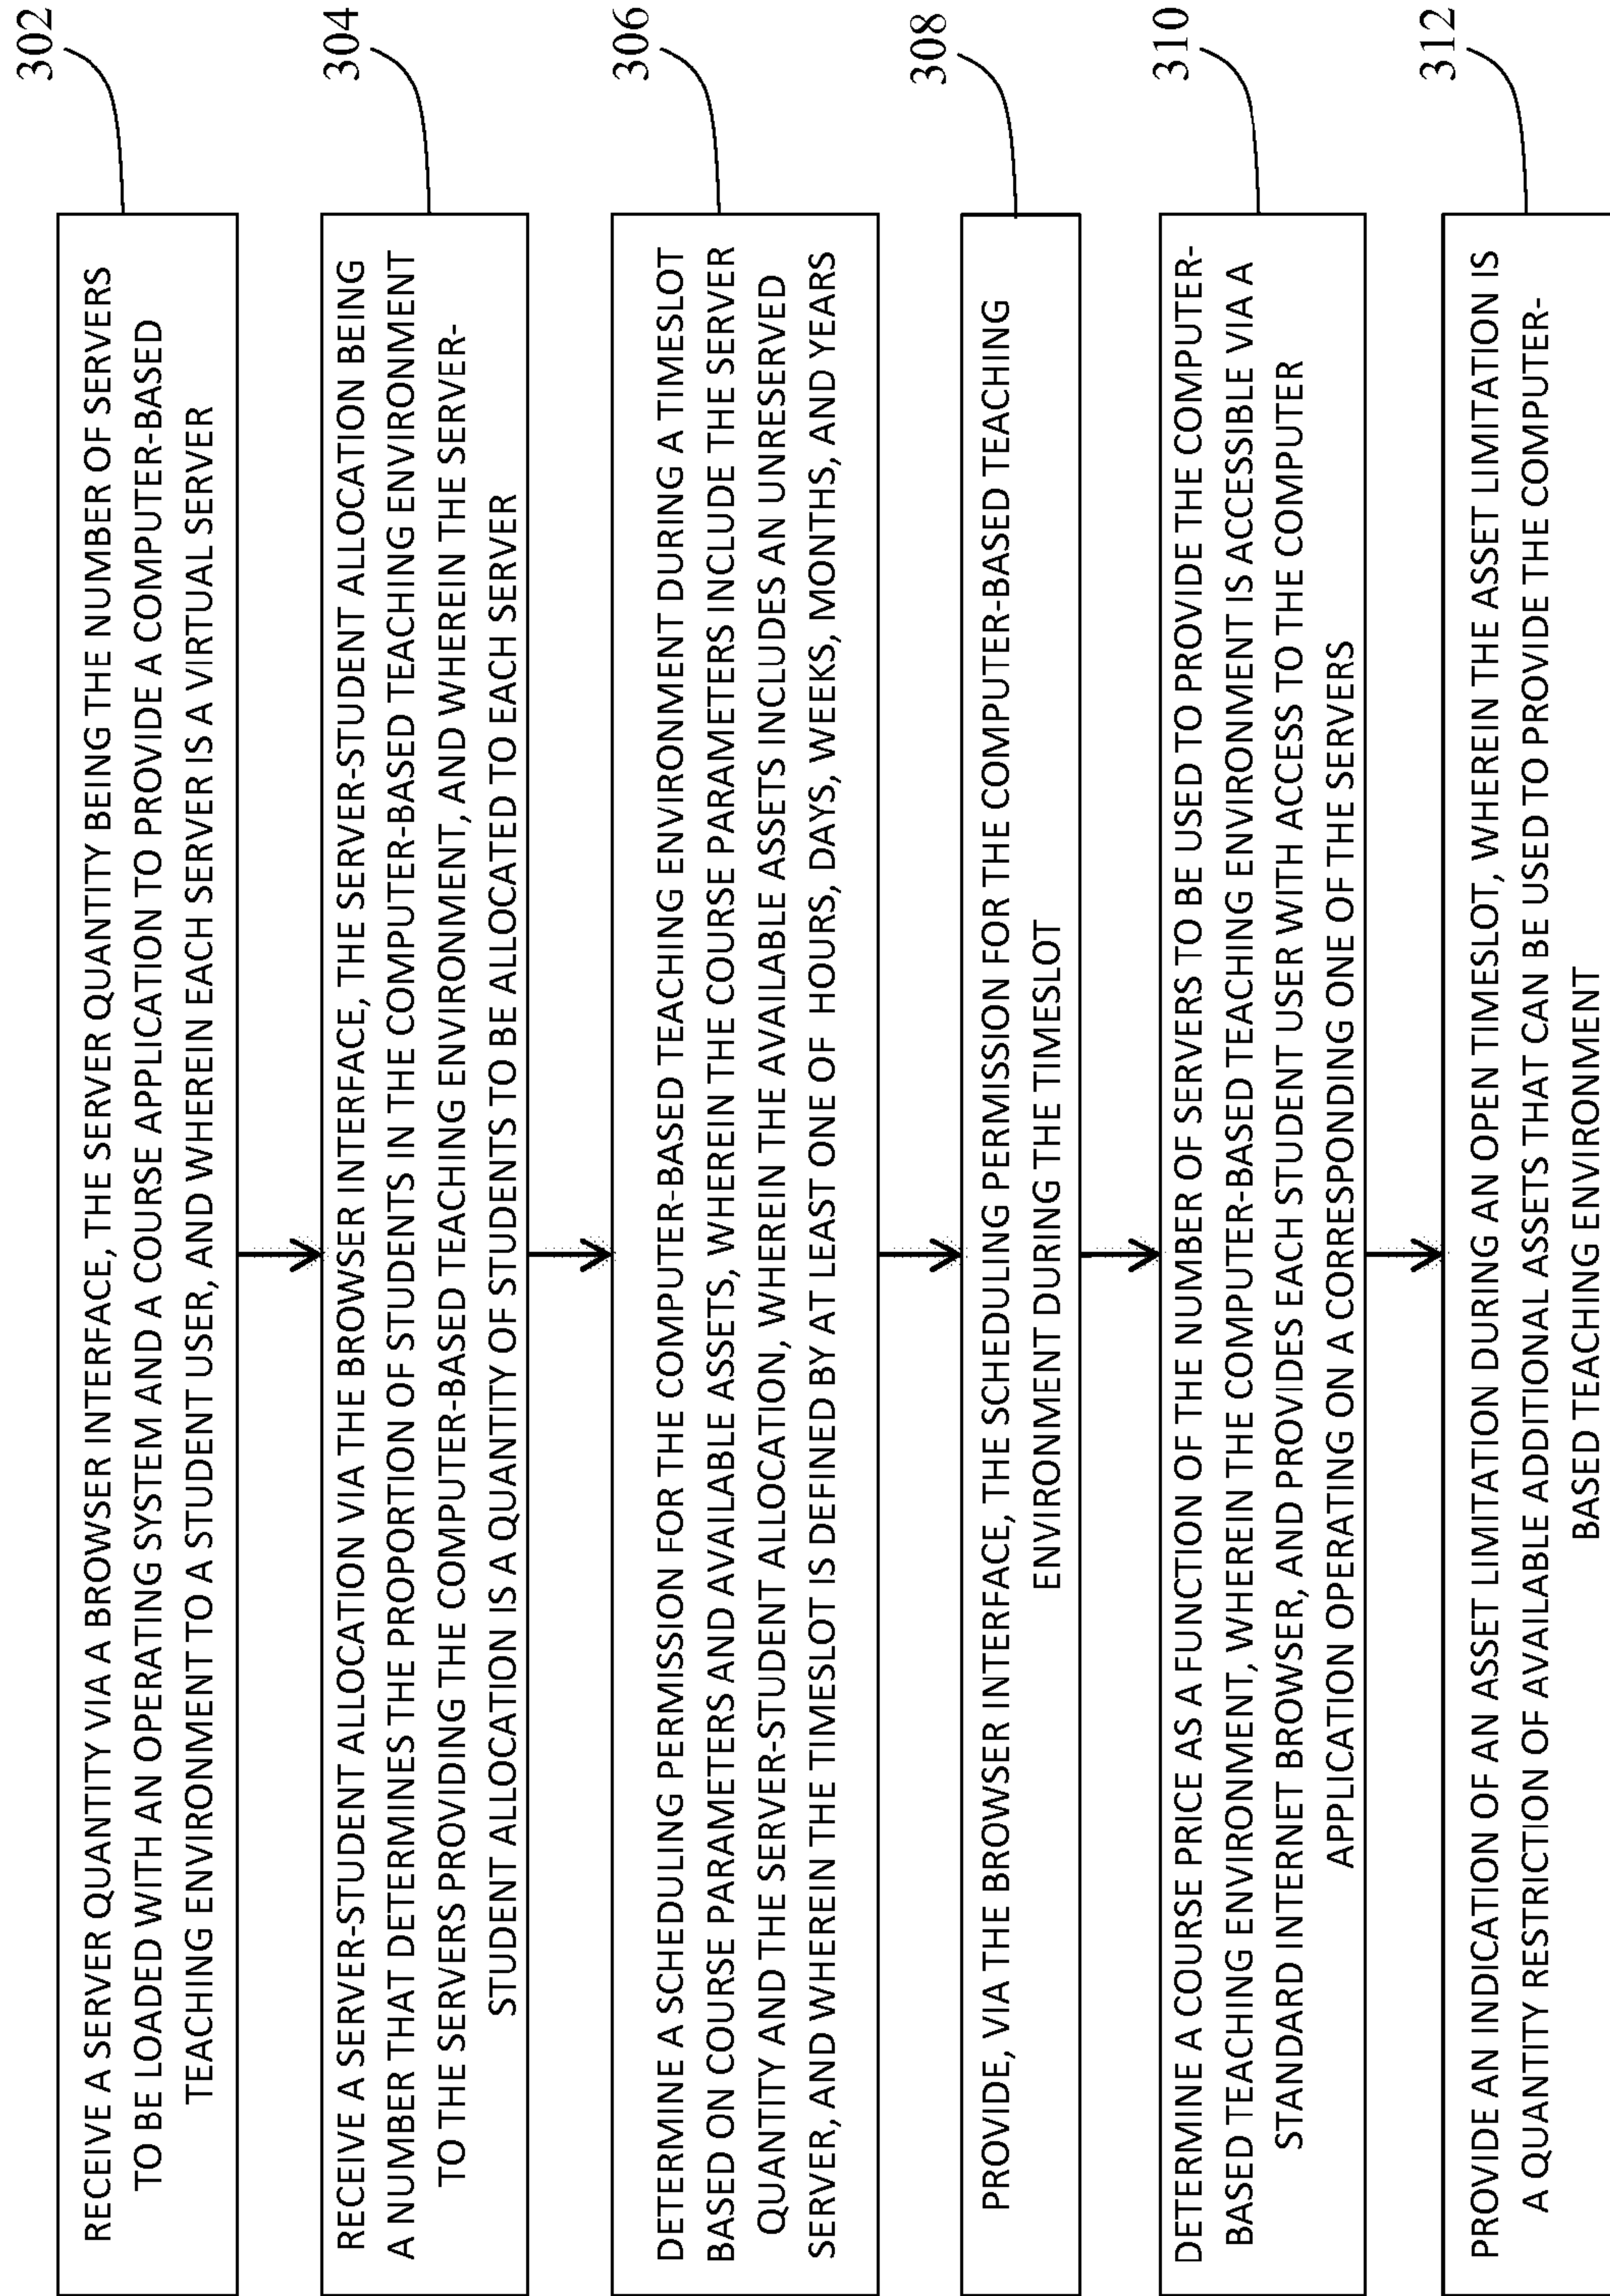 302
RECEIVE A SERVER QUANTITY VIA A BROWSER INTERFACE, THE SERVER QUANTITY BEING THE NUMBER OF SERVERS
TO BE LOADED WITH AN OPERATING SYSTEM AND A COURSE APPLICATION TO PROVIDE A COMPUTER-BASED
TEACHING ENVIRONMENT TO A STUDENT USER, AND WHEREIN EACH SERVER IS A VIRTUAL SERVER
304
RECEIVE A SERVER-STUDENT ALLOCATION VIA THE BROWSER INTERFACE, THE SERVER-STUDENT ALLOCATION BEING
A NUMBER THAT DETERMINES THE PROPORTION OF STUDENTS IN THE COMPUTER-BASED TEACHING ENVIRONMENT
TO THE SERVERS PROVIDING THE COMPUTER-BASED TEACHING ENVIRONMENT, AND WHEREIN THE SERVER-
STUDENT ALLOCATION IS A QUANTITY OF STUDENTS TO BE ALLOCATED TO EACH SERVER
306
DETERMINE A SCHEDULING PERMISSION FOR THE COMPUTER-BASED TEACHING ENVIRONMENT DURING A TIMESLOT
BASED ON COURSE PARAMETERS AND AVAILABLE ASSETS, WHEREIN THE COURSE PARAMETERS INCLUDE THE SERVER
QUANTITY AND THE SERVER-STUDENT ALLOCATION, WHEREIN THE AVAILABLE ASSETS INCLUDES AN UNRESERVED
SERVER, AND WHEREIN THE TIMESLOT IS DEFINED BY AT LEAST ONE OF HOURS, DAYS, WEEKS, MONTHS, AND YEARS
308
PROVIDE, VIA THE BROWSER INTERFACE, THE SCHEDULING PERMISSION FOR THE COMPUTER-BASED TEACHING
ENVIRONMENT DURING THE TIMESLOT
310
DETERMINE A COURSE PRICE AS A FUNCTION OF THE NUMBER OF SERVERS TO BE USED TO PROVIDE THE COMPUTER-
BASED TEACHING ENVIRONMENT, WHEREIN THE COMPUTER-BASED TEACHING ENVIRONMENT IS ACCESSIBLE VIA A
STANDARD INTERNET BROWSER, AND PROVIDES EACH STUDENT USER WITH ACCESS TO THE COMPUTER
APPLICATION OPERATING ON A CORRESPONDING ONE OF THE SERVERS
312
PROVIDE AN INDICATION OF AN ASSET LIMITATION DURING AN OPEN TIMESLOT, WHEREIN THE ASSET LIMITATION IS
A QUANTITY RESTRICTION OF AVAILABLE ADDITIONAL ASSETS THAT CAN BE USED TO PROVIDE THE COMPUTER-
BASED TEACHING ENVIRONMENT